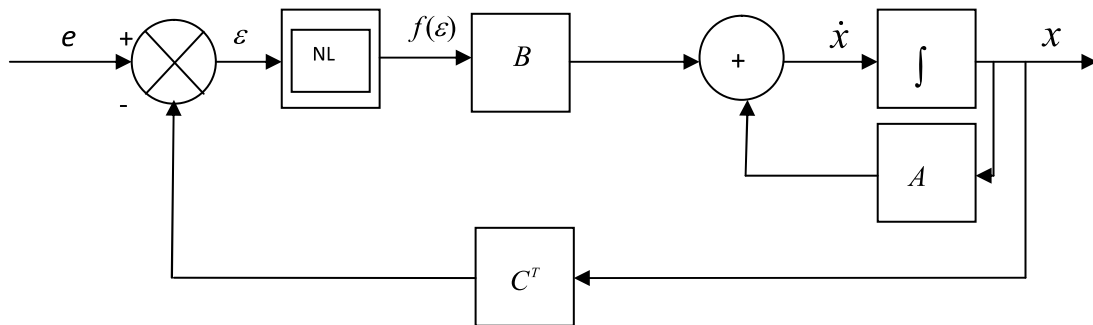 e
+
-
ε
NL
f(ε)
B
+
ẋ
∫
x
A
Cᵀ